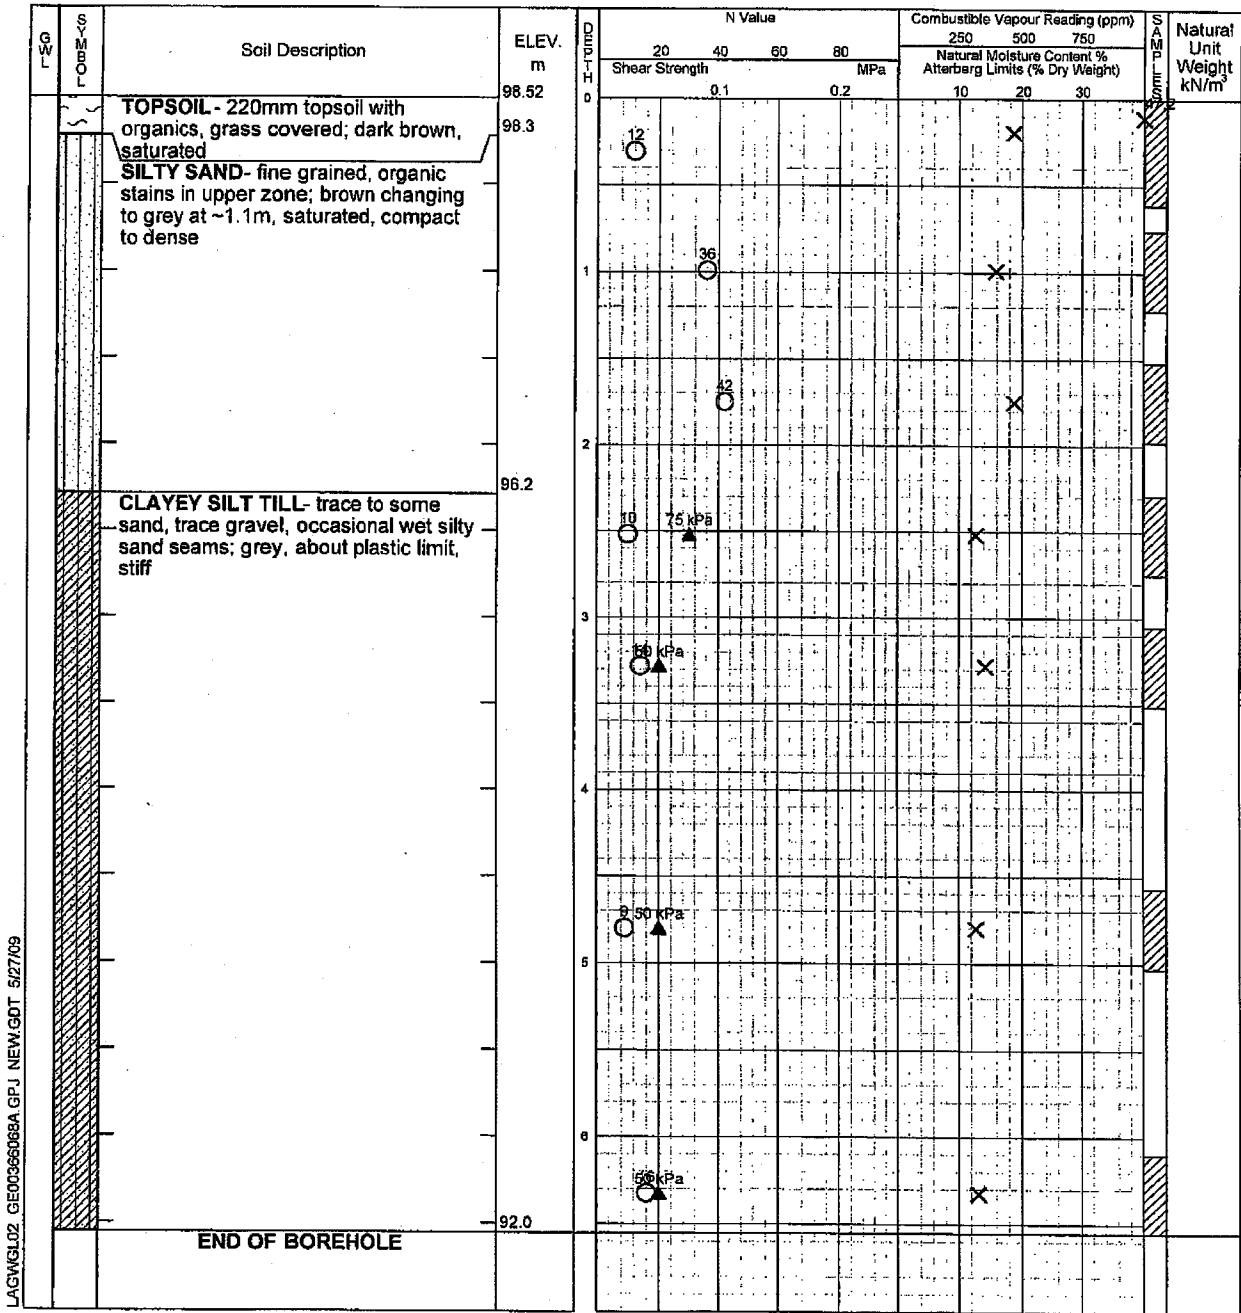 GWL
SYMBOL
Soil Description
ELEV.
m
DEPTH
N Value
20 40 60 80
Shear Strength MPa
0.1 0.2
Combustible Vapour Reading (ppm)
250 500 750
Natural Moisture Content %
Atterberg Limits (% Dry Weight)
10 20 30
SAMPLES
Natural
Unit
Weight
kN/m³
98.52
0
TOPSOIL - 220mm topsoil with
organics, grass covered; dark brown,
saturated
98.3
12
SILTY SAND- fine grained, organic
stains in upper zone; brown changing
to grey at ~1.1m, saturated, compact
to dense
36
1
42
2
96.2
CLAYEY SILT TILL- trace to some
sand, trace gravel, occasional wet silty
sand seams; grey, about plastic limit,
stiff
10 75 kPa
3
kPa
4
9 50 kPa
5
6
kPa
92.0
END OF BOREHOLE
LAGWGL02 GE00366068A.GPJ NEW.GDT 5/27/09